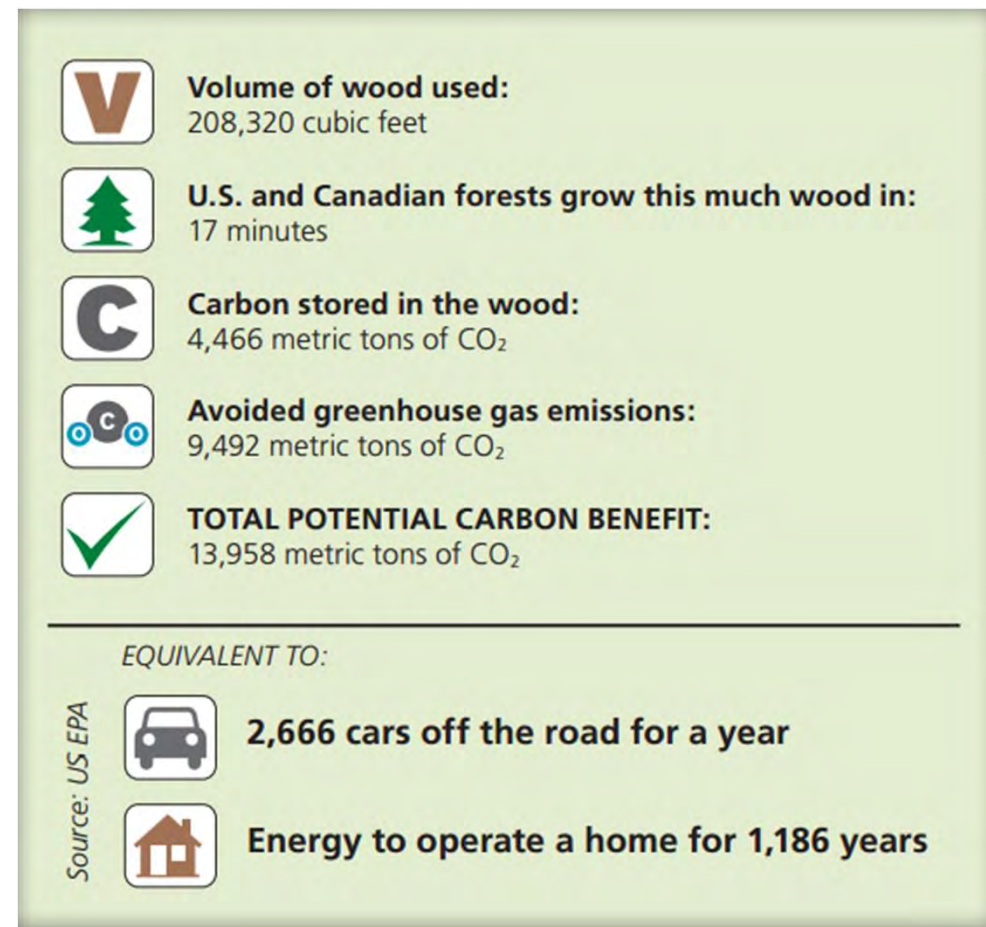 V
Volume of wood used:
208,320 cubic feet
U.S. and Canadian forests grow this much wood in:
17 minutes
C
Carbon stored in the wood:
4,466 metric tons of CO₂
O C O
Avoided greenhouse gas emissions:
9,492 metric tons of CO₂
TOTAL POTENTIAL CARBON BENEFIT:
13,958 metric tons of CO₂
EQUIVALENT TO:
Source: US EPA
2,666 cars off the road for a year
Energy to operate a home for 1,186 years